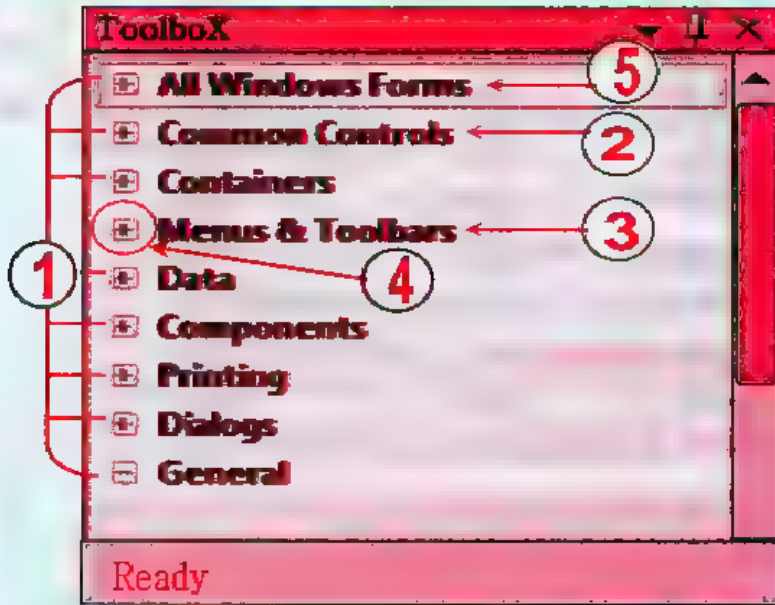 ToolboX
All Windows Forms 5
Common Controls 2
Containers
Menus & Toolbars 3
1 Data 4
Components
Printing
Dialogs
General
Ready